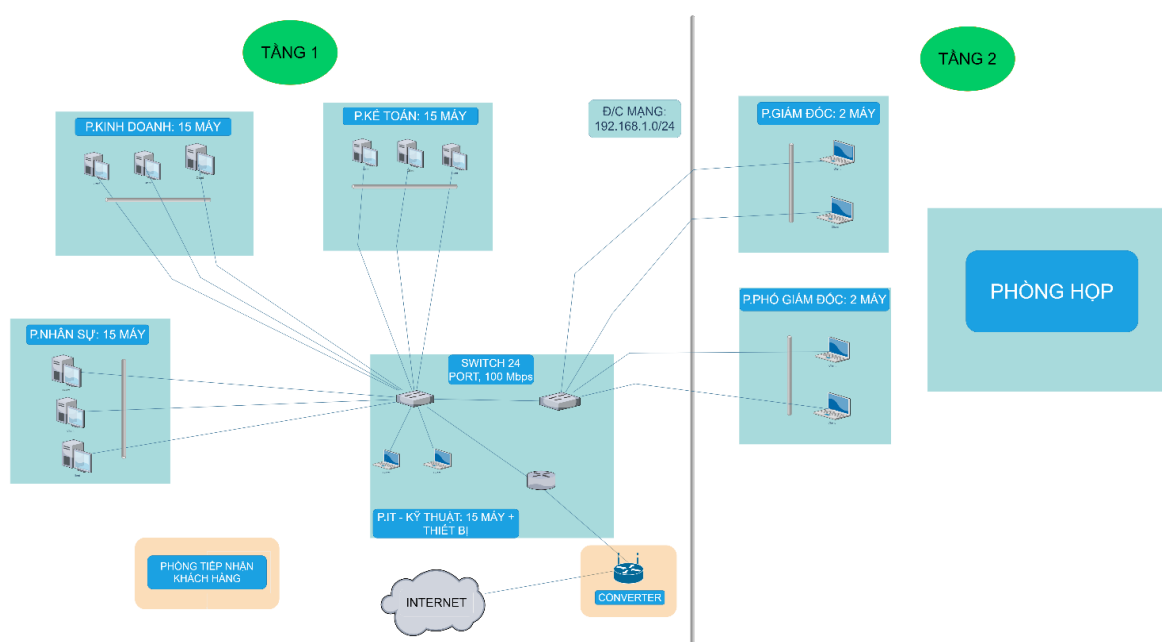 TẦNG 1
TẦNG 2
P.KINH DOANH: 15 MÁY
P.KẾ TOÁN: 15 MÁY
Đ/C MẠNG:
192.168.1.0/24
P.GIÁM ĐỐC: 2 MÁY
PHÒNG HỌP
P.NHÂN SỰ: 15 MÁY
P.PHÓ GIÁM ĐỐC: 2 MÁY
SWITCH 24
PORT, 100 Mbps
P.IT - KỸ THUẬT: 15 MÁY +
THIẾT BỊ
PHÒNG TIẾP NHẬN
KHÁCH HÀNG
INTERNET
CONVERTER